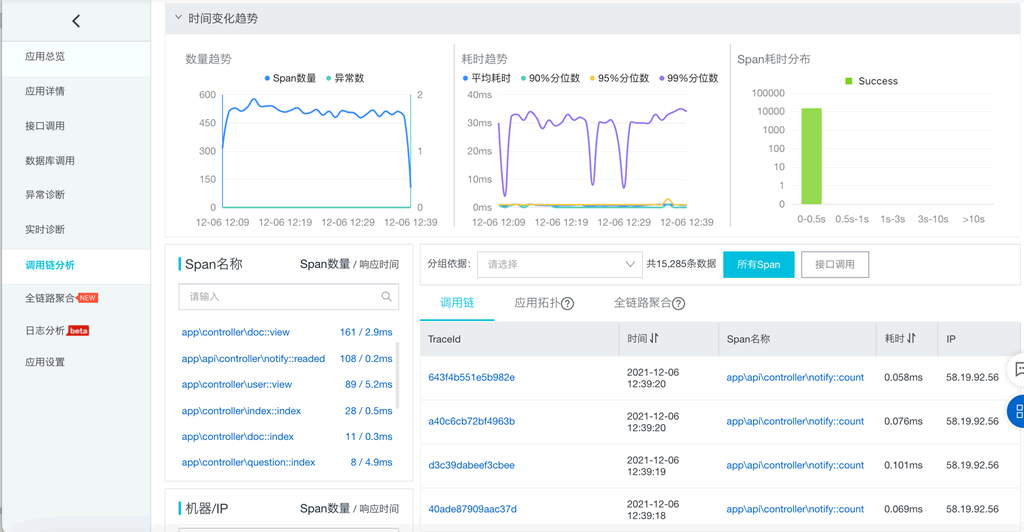 应用总览
应用详情
接口调用
数据库调用
异常诊断
实时诊断
调用链分析
全链路聚合 NEW
日志分析 beta
应用设置
时间变化趋势
数量趋势
Span数量 异常数
600 2
450
300 1
150
0 0
12-06 12:09 12-06 12:19 12-06 12:29 12-06 12:39
耗时趋势
平均耗时 90%分位数 95%分位数 99%分位数
40ms
30ms
20ms
10ms
0ms
12-06 12:09 12-06 12:19 12-06 12:29 12-06 12:39
Span耗时分布
Success
100000
10000
1000
100
10
1
0
0-0.5s 0.5s-1s 1s-3s 3s-10s >10s
Span名称 Span数量 / 响应时间
请输入
app\controller\doc::view 161 / 2.9ms
app\api\controller\notify::readed 108 / 0.2ms
app\controller\user::view 89 / 5.2ms
app\controller\index::index 28 / 0.5ms
app\controller\doc::index 11 / 0.3ms
app\controller\question::index 8 / 4.9ms
机器/IP Span数量 / 响应时间
分组依据: 请选择 共15,285条数据 所有Span 接口调用
调用链 应用拓扑 全链路聚合
TraceId 时间 Span名称 耗时 IP
643f4b551e5b982e 2021-12-06 12:39:20 app\api\controller\notify::count 0.058ms 58.19.92.56
a40c6cb72bf4963b 2021-12-06 12:39:20 app\api\controller\notify::count 0.076ms 58.19.92.56
d3c39dabeef3cbee 2021-12-06 12:39:19 app\api\controller\notify::count 0.101ms 58.19.92.56
40ade87909aac37d 2021-12-06 12:39:18 app\api\controller\notify::count 0.069ms 58.19.92.56